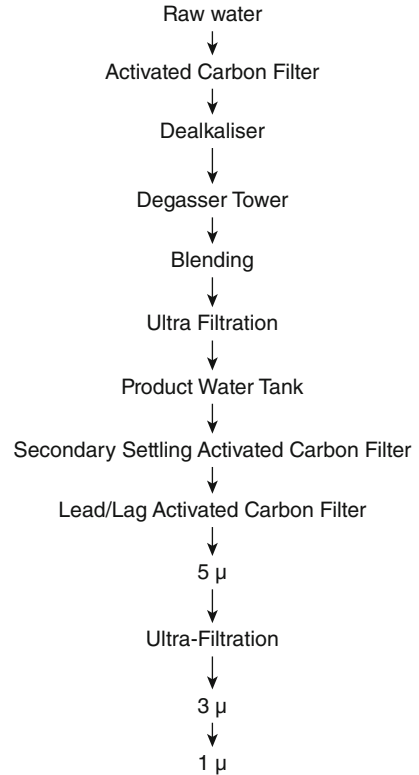 Raw water
Activated Carbon Filter
Dealkaliser
Degasser Tower
Blending
Ultra Filtration
Product Water Tank
Secondary Settling Activated Carbon Filter
Lead/Lag Activated Carbon Filter
5 μ
Ultra-Filtration
3 μ
1 μ